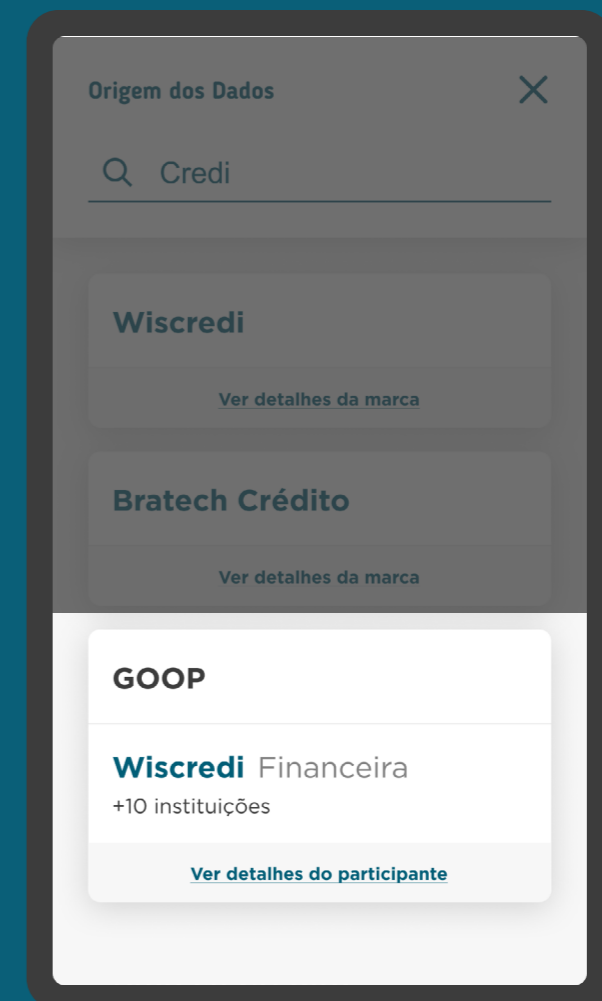 Origem dos Dados
Credi
Wiscredi
Ver detalhes da marca
Bratech Crédito
Ver detalhes da marca
GOOP
Wiscredi Financeira
+10 instituições
Ver detalhes do participante